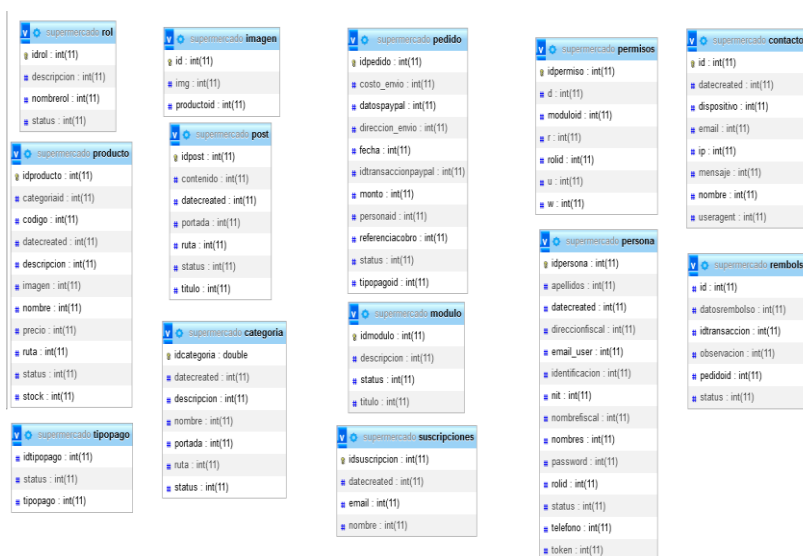 supermercado rol
idrol : int(11)
descripcion : int(11)
nombrerol : int(11)
status : int(11)
supermercado producto
idproducto : int(11)
categoriaid : int(11)
codigo : int(11)
datecreated : int(11)
descripcion : int(11)
imagen : int(11)
nombre : int(11)
precio : int(11)
ruta : int(11)
status : int(11)
stock : int(11)
supermercado tipopago
idtipopago : int(11)
status : int(11)
tipopago : int(11)
supermercado imagen
id : int(11)
img : int(11)
productoid : int(11)
supermercado post
idpost : int(11)
contenido : int(11)
datecreated : int(11)
portada : int(11)
ruta : int(11)
status : int(11)
titulo : int(11)
supermercado categoria
idcategoria : double
datecreated : int(11)
descripcion : int(11)
nombre : int(11)
portada : int(11)
ruta : int(11)
status : int(11)
supermercado pedido
idpedido : int(11)
costo_envio : int(11)
datospaypal : int(11)
direccion_envio : int(11)
fecha : int(11)
idtransaccionpaypal : int(11)
monto : int(11)
personaid : int(11)
referenciacobro : int(11)
status : int(11)
tipopagoid : int(11)
supermercado modulo
idmodulo : int(11)
descripcion : int(11)
status : int(11)
titulo : int(11)
supermercado suscripciones
idsuscripcion : int(11)
datecreated : int(11)
email : int(11)
nombre : int(11)
supermercado permisos
idpermiso : int(11)
d : int(11)
moduloid : int(11)
r : int(11)
rolid : int(11)
u : int(11)
w : int(11)
supermercado persona
idpersona : int(11)
apellidos : int(11)
datecreated : int(11)
direccionfiscal : int(11)
email_user : int(11)
identificacion : int(11)
nit : int(11)
nombrefiscal : int(11)
nombres : int(11)
password : int(11)
rolid : int(11)
status : int(11)
telefono : int(11)
token : int(11)
supermercado contacto
id : int(11)
datecreated : int(11)
dispositivo : int(11)
email : int(11)
ip : int(11)
mensaje : int(11)
nombre : int(11)
useragent : int(11)
supermercado rembols
id : int(11)
datosrembolso : int(11)
idtransaccion : int(11)
observacion : int(11)
pedidoid : int(11)
status : int(11)